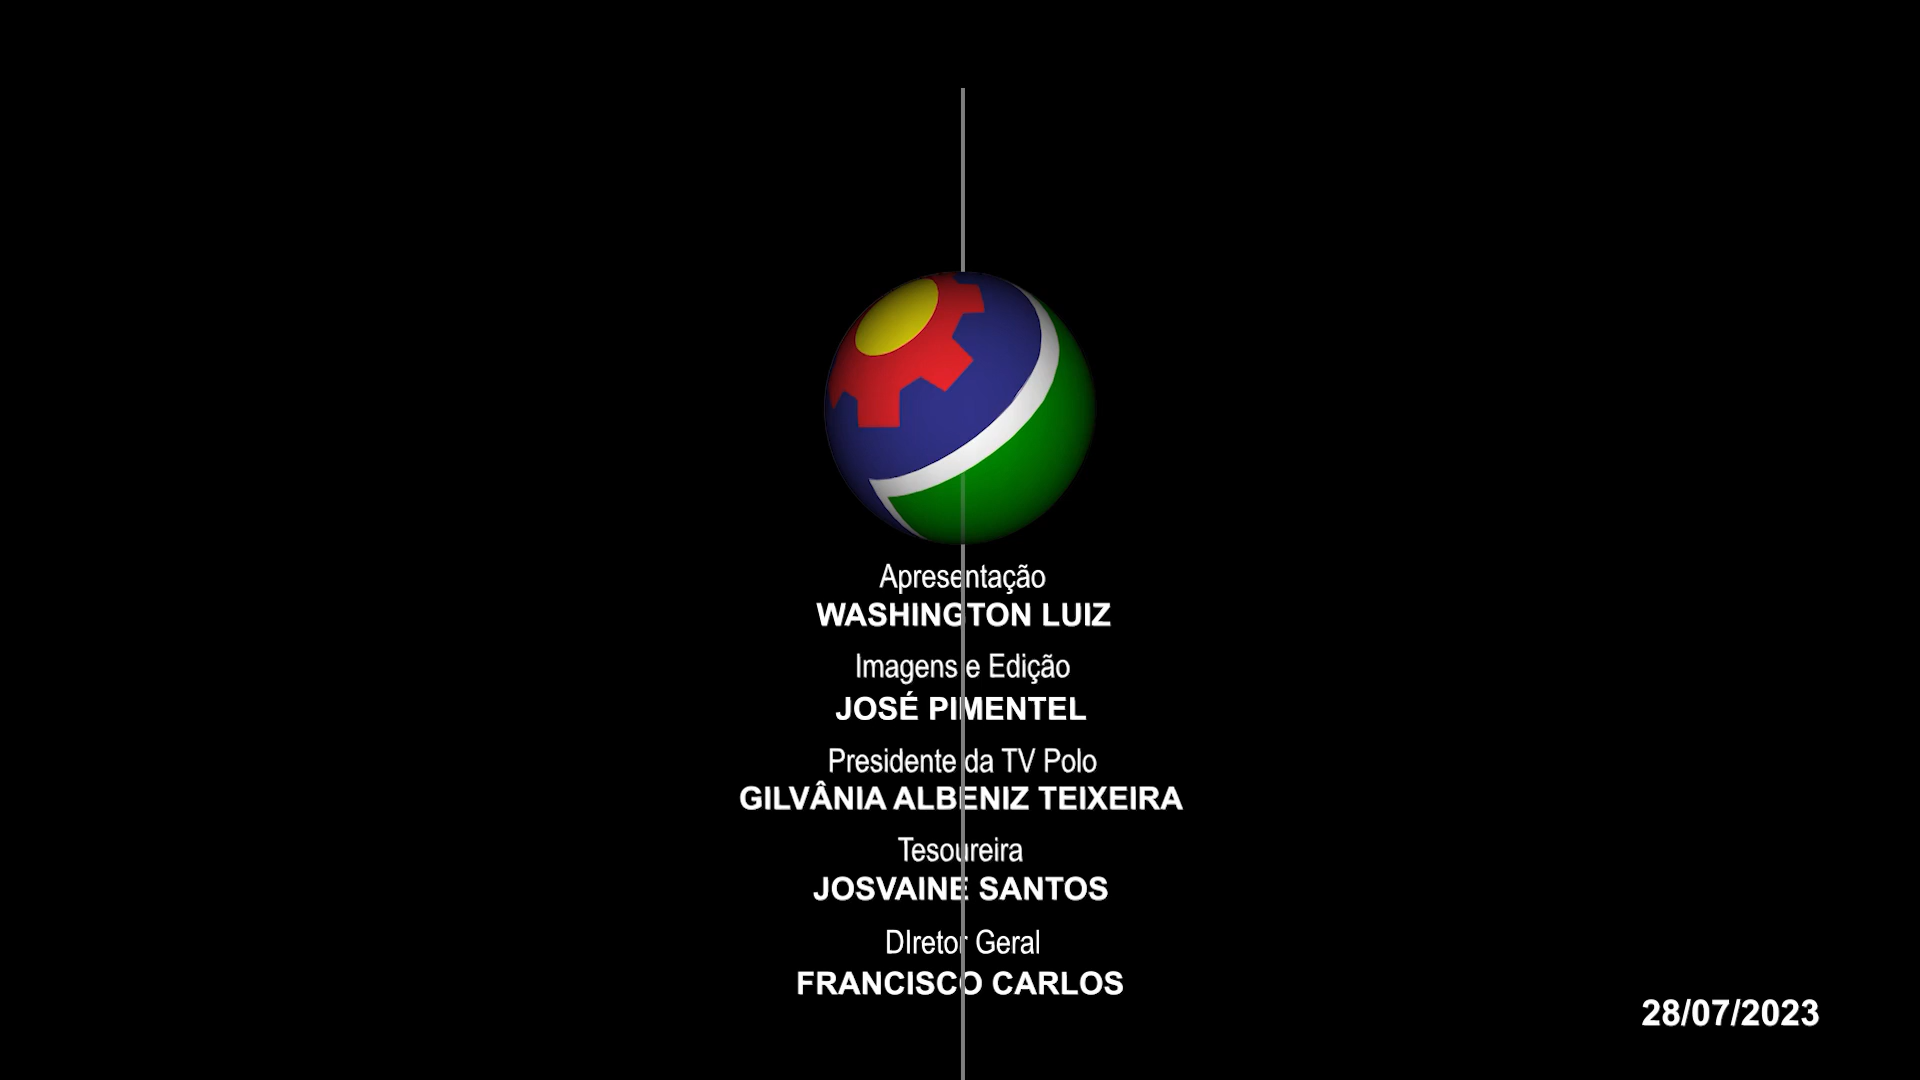 Apresentação
WASHINGTON LUIZ
Imagens e Edição
JOSÉ PIMENTEL
Presidente da TV Polo
GILVÂNIA ALBENIZ TEIXEIRA
Tesoureira
JOSVAINE SANTOS
DIretor Geral
FRANCISCO CARLOS
28/07/2023